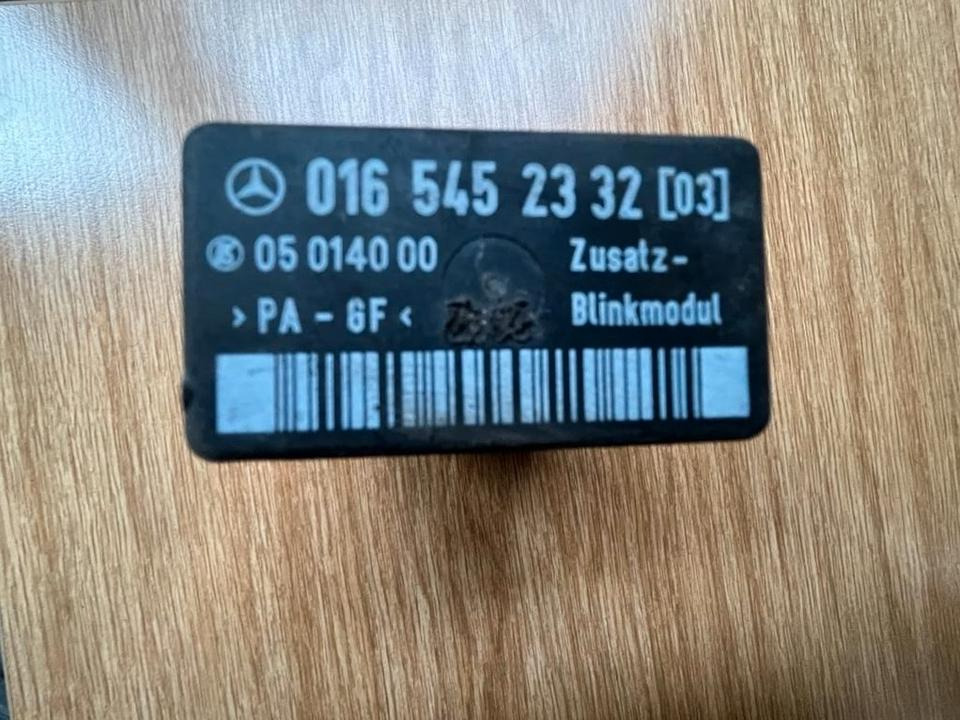 016 545 23 32 [03]
05 0140 00
Zusatz-
Blinkmodul
>PA-GF<